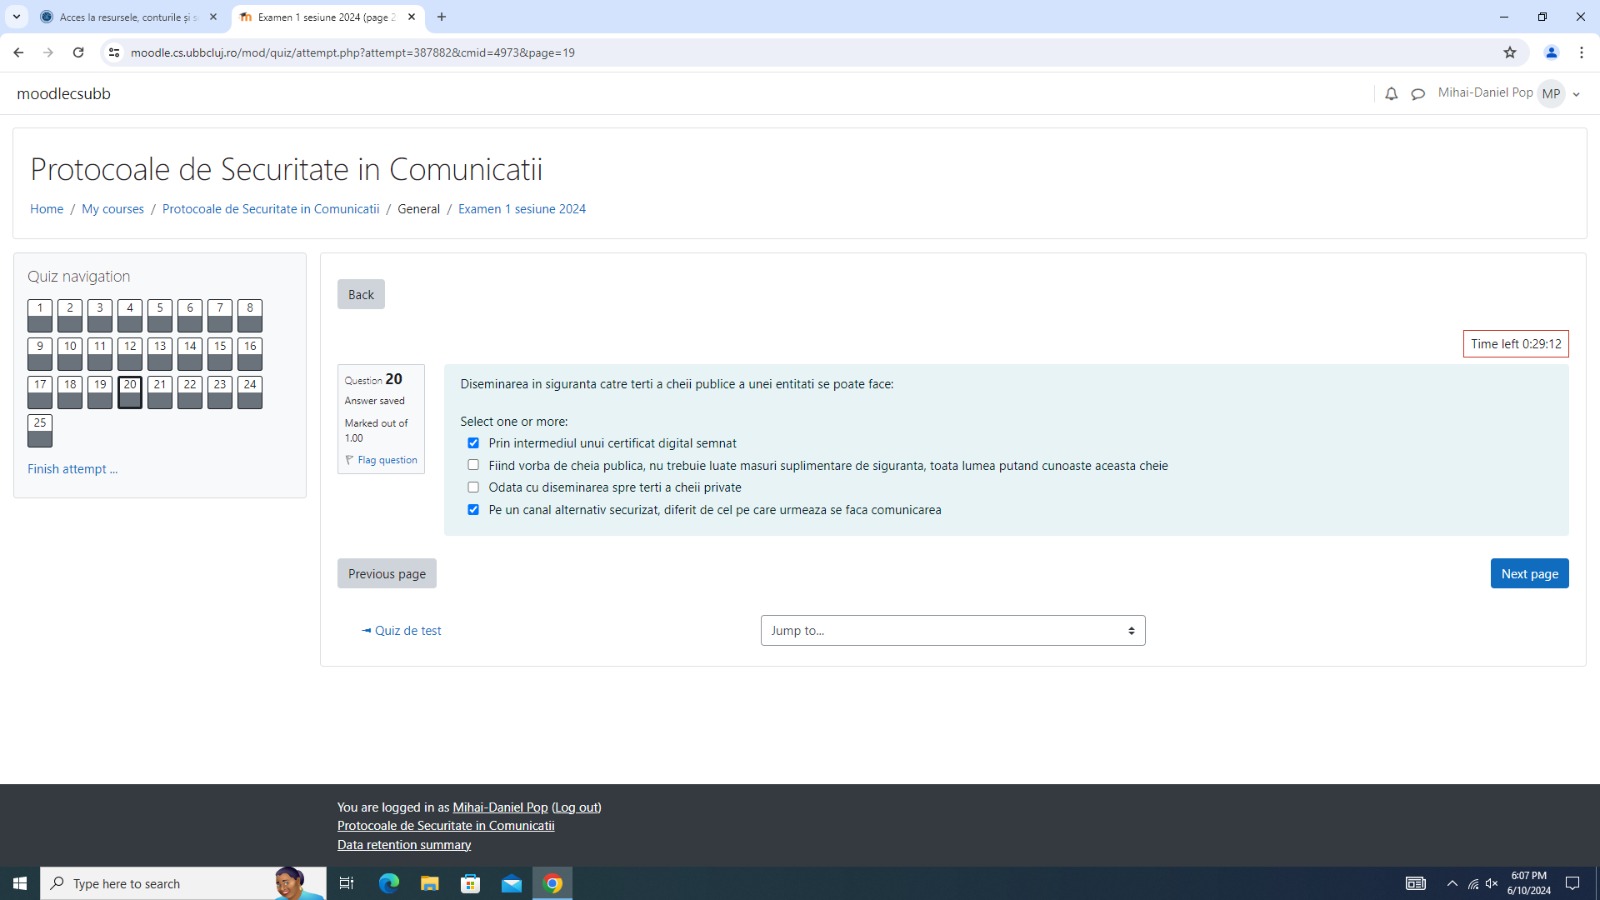 Acces la resursele, conturile și s
Examen 1 sesiune 2024 (page 2
moodle.cs.ubbcluj.ro/mod/quiz/attempt.php?attempt=387882&cmid=4973&page=19
moodlecsubb
Mihai-Daniel Pop MP
Protocoale de Securitate in Comunicatii
Home / My courses / Protocoale de Securitate in Comunicatii / General / Examen 1 sesiune 2024
Quiz navigation
1 2 3 4 5 6 7 8
9 10 11 12 13 14 15 16
17 18 19 20 21 22 23 24
25
Finish attempt ...
Back
Time left 0:29:12
Question 20
Answer saved
Marked out of
1.00
Flag question
Diseminarea in siguranta catre terti a cheii publice a unei entitati se poate face:
Select one or more:
Prin intermediul unui certificat digital semnat
Fiind vorba de cheia publica, nu trebuie luate masuri suplimentare de siguranta, toata lumea putand cunoaste aceasta cheie
Odata cu diseminarea spre terti a cheii private
Pe un canal alternativ securizat, diferit de cel pe care urmeaza se faca comunicarea
Previous page
Next page
◄ Quiz de test
Jump to...
You are logged in as Mihai-Daniel Pop (Log out)
Protocoale de Securitate in Comunicatii
Data retention summary
Type here to search
6:07 PM
6/10/2024